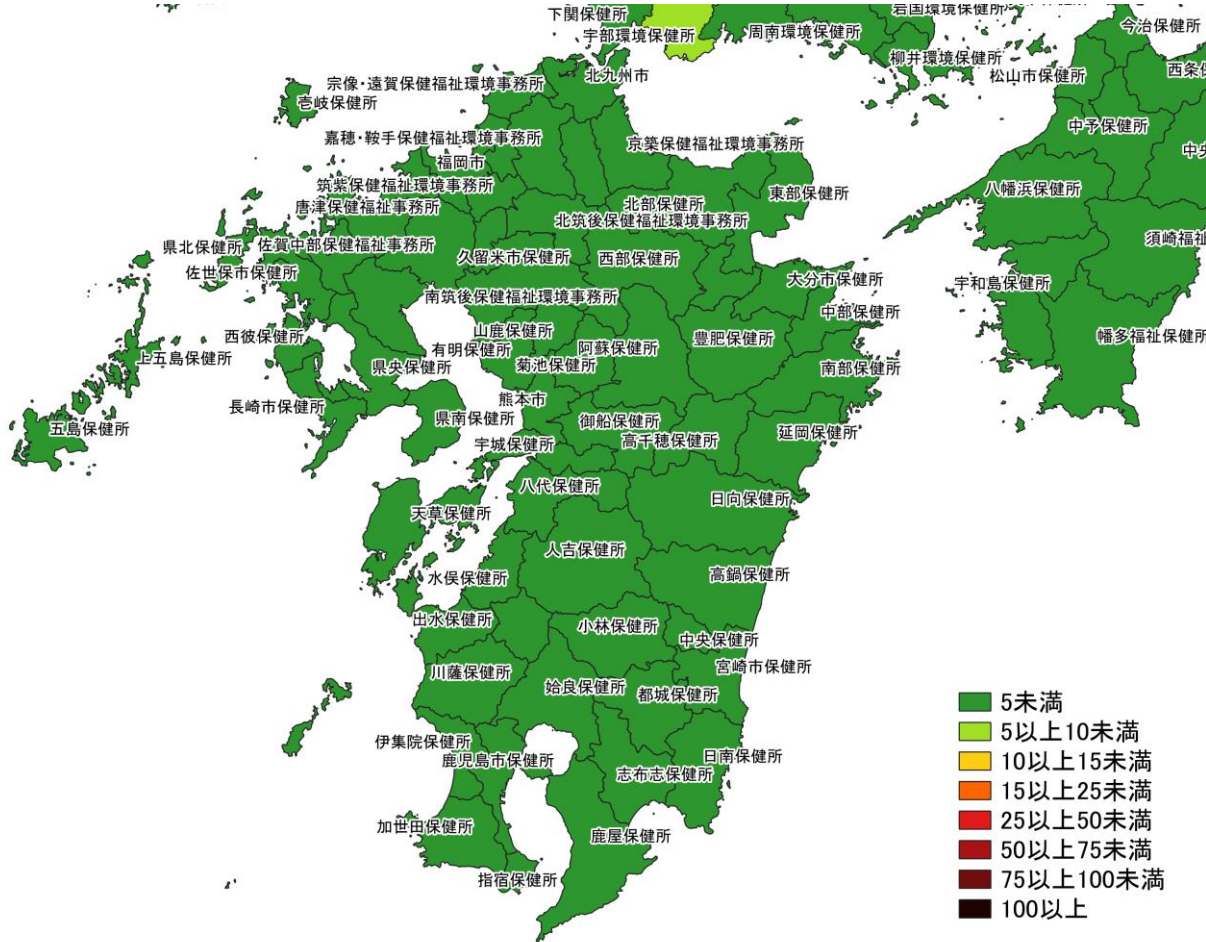 下関保健所
岩国環境保健所
宇部環境保健所
周南環境保健所
今治保健所
柳井環境保健所
松山市保健所
西条保
北九州市
宗像・遠賀保健福祉環境事務所
壱岐保健所
中予保健所
嘉穂・鞍手保健福祉環境事務所
京築保健福祉環境事務所
中央
福岡市
筑紫保健福祉環境事務所
東部保健所
八幡浜保健所
唐津保健福祉事務所
北部保健所
北筑後保健福祉環境事務所
県北保健所
佐賀中部保健福祉事務所
須崎福祉
久留米市保健所
西部保健所
佐世保市保健所
大分市保健所
宇和島保健所
南筑後保健福祉環境事務所
中部保健所
西彼保健所
山鹿保健所
豊肥保健所
幡多福祉保健所
有明保健所
阿蘇保健所
上五島保健所
県央保健所
菊池保健所
南部保健所
長崎市保健所
熊本市
県南保健所
御船保健所
五島保健所
延岡保健所
宇城保健所
高千穂保健所
八代保健所
日向保健所
天草保健所
人吉保健所
水俣保健所
高鍋保健所
出水保健所
小林保健所
中央保健所
川薩保健所
宮崎市保健所
姶良保健所
都城保健所
伊集院保健所
鹿児島市保健所
日南保健所
志布志保健所
加世田保健所
鹿屋保健所
指宿保健所
5未満
5以上10未満
10以上15未満
15以上25未満
25以上50未満
50以上75未満
75以上100未満
100以上